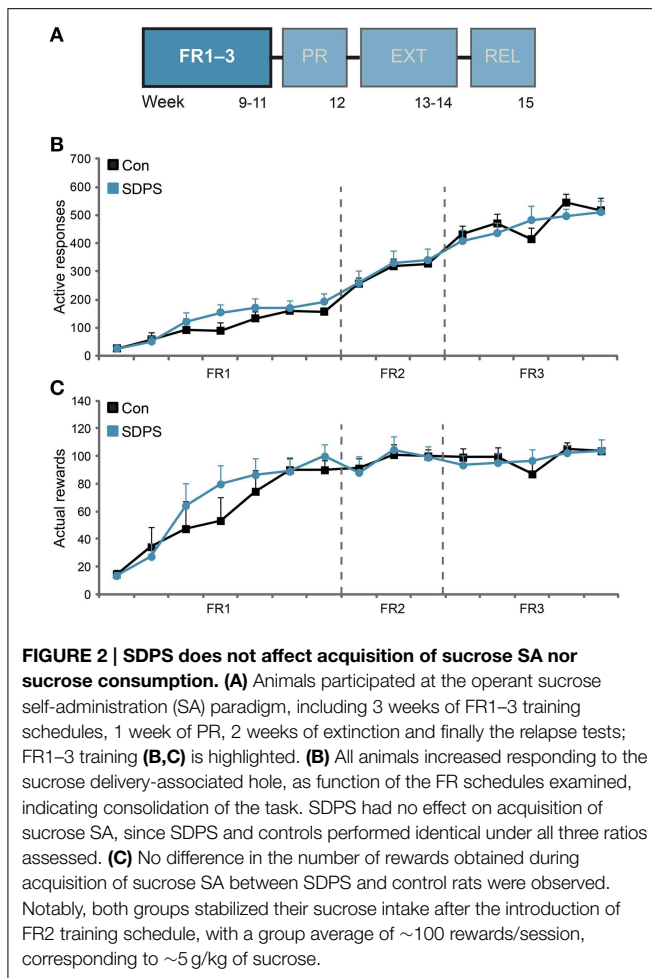 A
FR1–3 PR EXT REL
Week 9-11 12 13-14 15
B
Con
SDPS
700
600
500
400
300
200
100
0
Active responses
FR1 FR2 FR3
C
Con
SDPS
140
120
100
80
60
40
20
0
Actual rewards
FR1 FR2 FR3
FIGURE 2 | SDPS does not affect acquisition of sucrose SA nor
sucrose consumption. (A) Animals participated at the operant sucrose
self-administration (SA) paradigm, including 3 weeks of FR1–3 training
schedules, 1 week of PR, 2 weeks of extinction and finally the relapse tests;
FR1–3 training (B,C) is highlighted. (B) All animals increased responding to the
sucrose delivery-associated hole, as function of the FR schedules examined,
indicating consolidation of the task. SDPS had no effect on acquisition of
sucrose SA, since SDPS and controls performed identical under all three ratios
assessed. (C) No difference in the number of rewards obtained during
acquisition of sucrose SA between SDPS and control rats were observed.
Notably, both groups stabilized their sucrose intake after the introduction of
FR2 training schedule, with a group average of ~100 rewards/session,
corresponding to ~5 g/kg of sucrose.